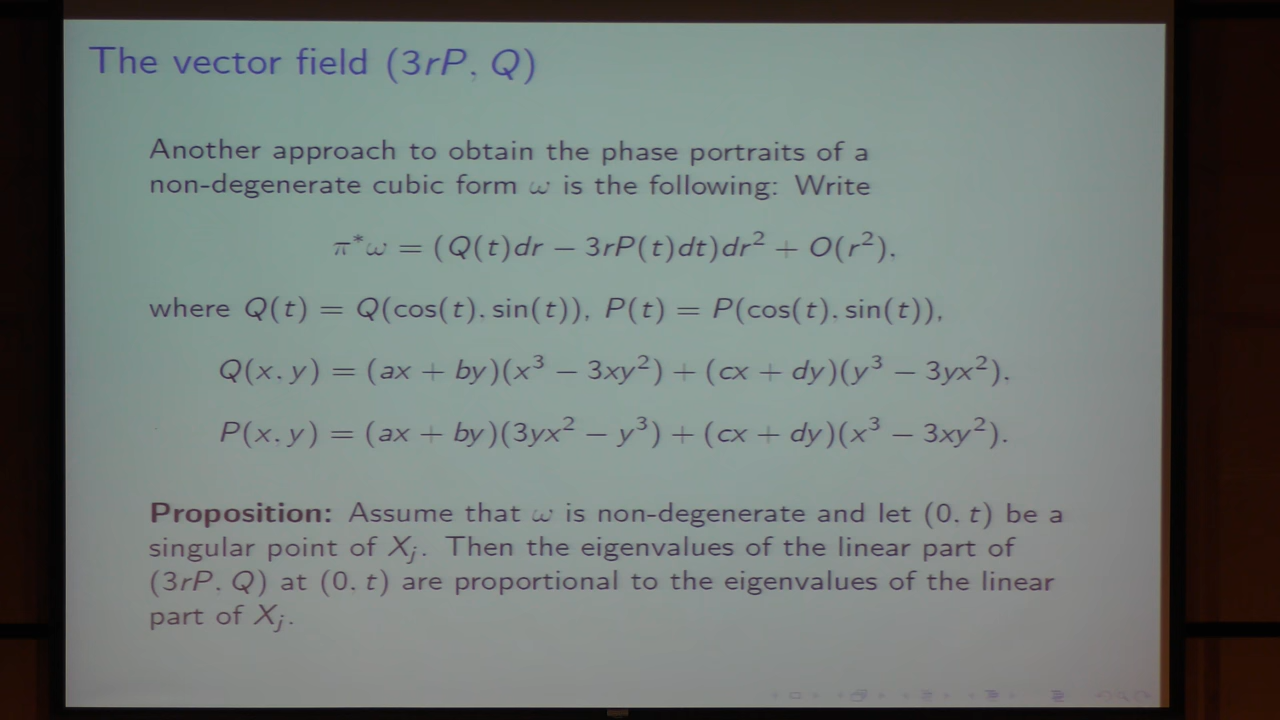 The vector field (3rP, Q)
Another approach to obtain the phase portraits of a
non-degenerate cubic form ω is the following: Write
π*ω = (Q(t)dr − 3rP(t)dt)dr² + O(r²),
where Q(t) = Q(cos(t), sin(t)), P(t) = P(cos(t), sin(t)),
Q(x, y) = (ax + by)(x³ − 3xy²) + (cx + dy)(y³ − 3yx²).
P(x, y) = (ax + by)(3yx² − y³) + (cx + dy)(x³ − 3xy²).
Proposition: Assume that ω is non-degenerate and let (0, t) be a
singular point of Xⱼ. Then the eigenvalues of the linear part of
(3rP, Q) at (0, t) are proportional to the eigenvalues of the linear
part of Xⱼ.